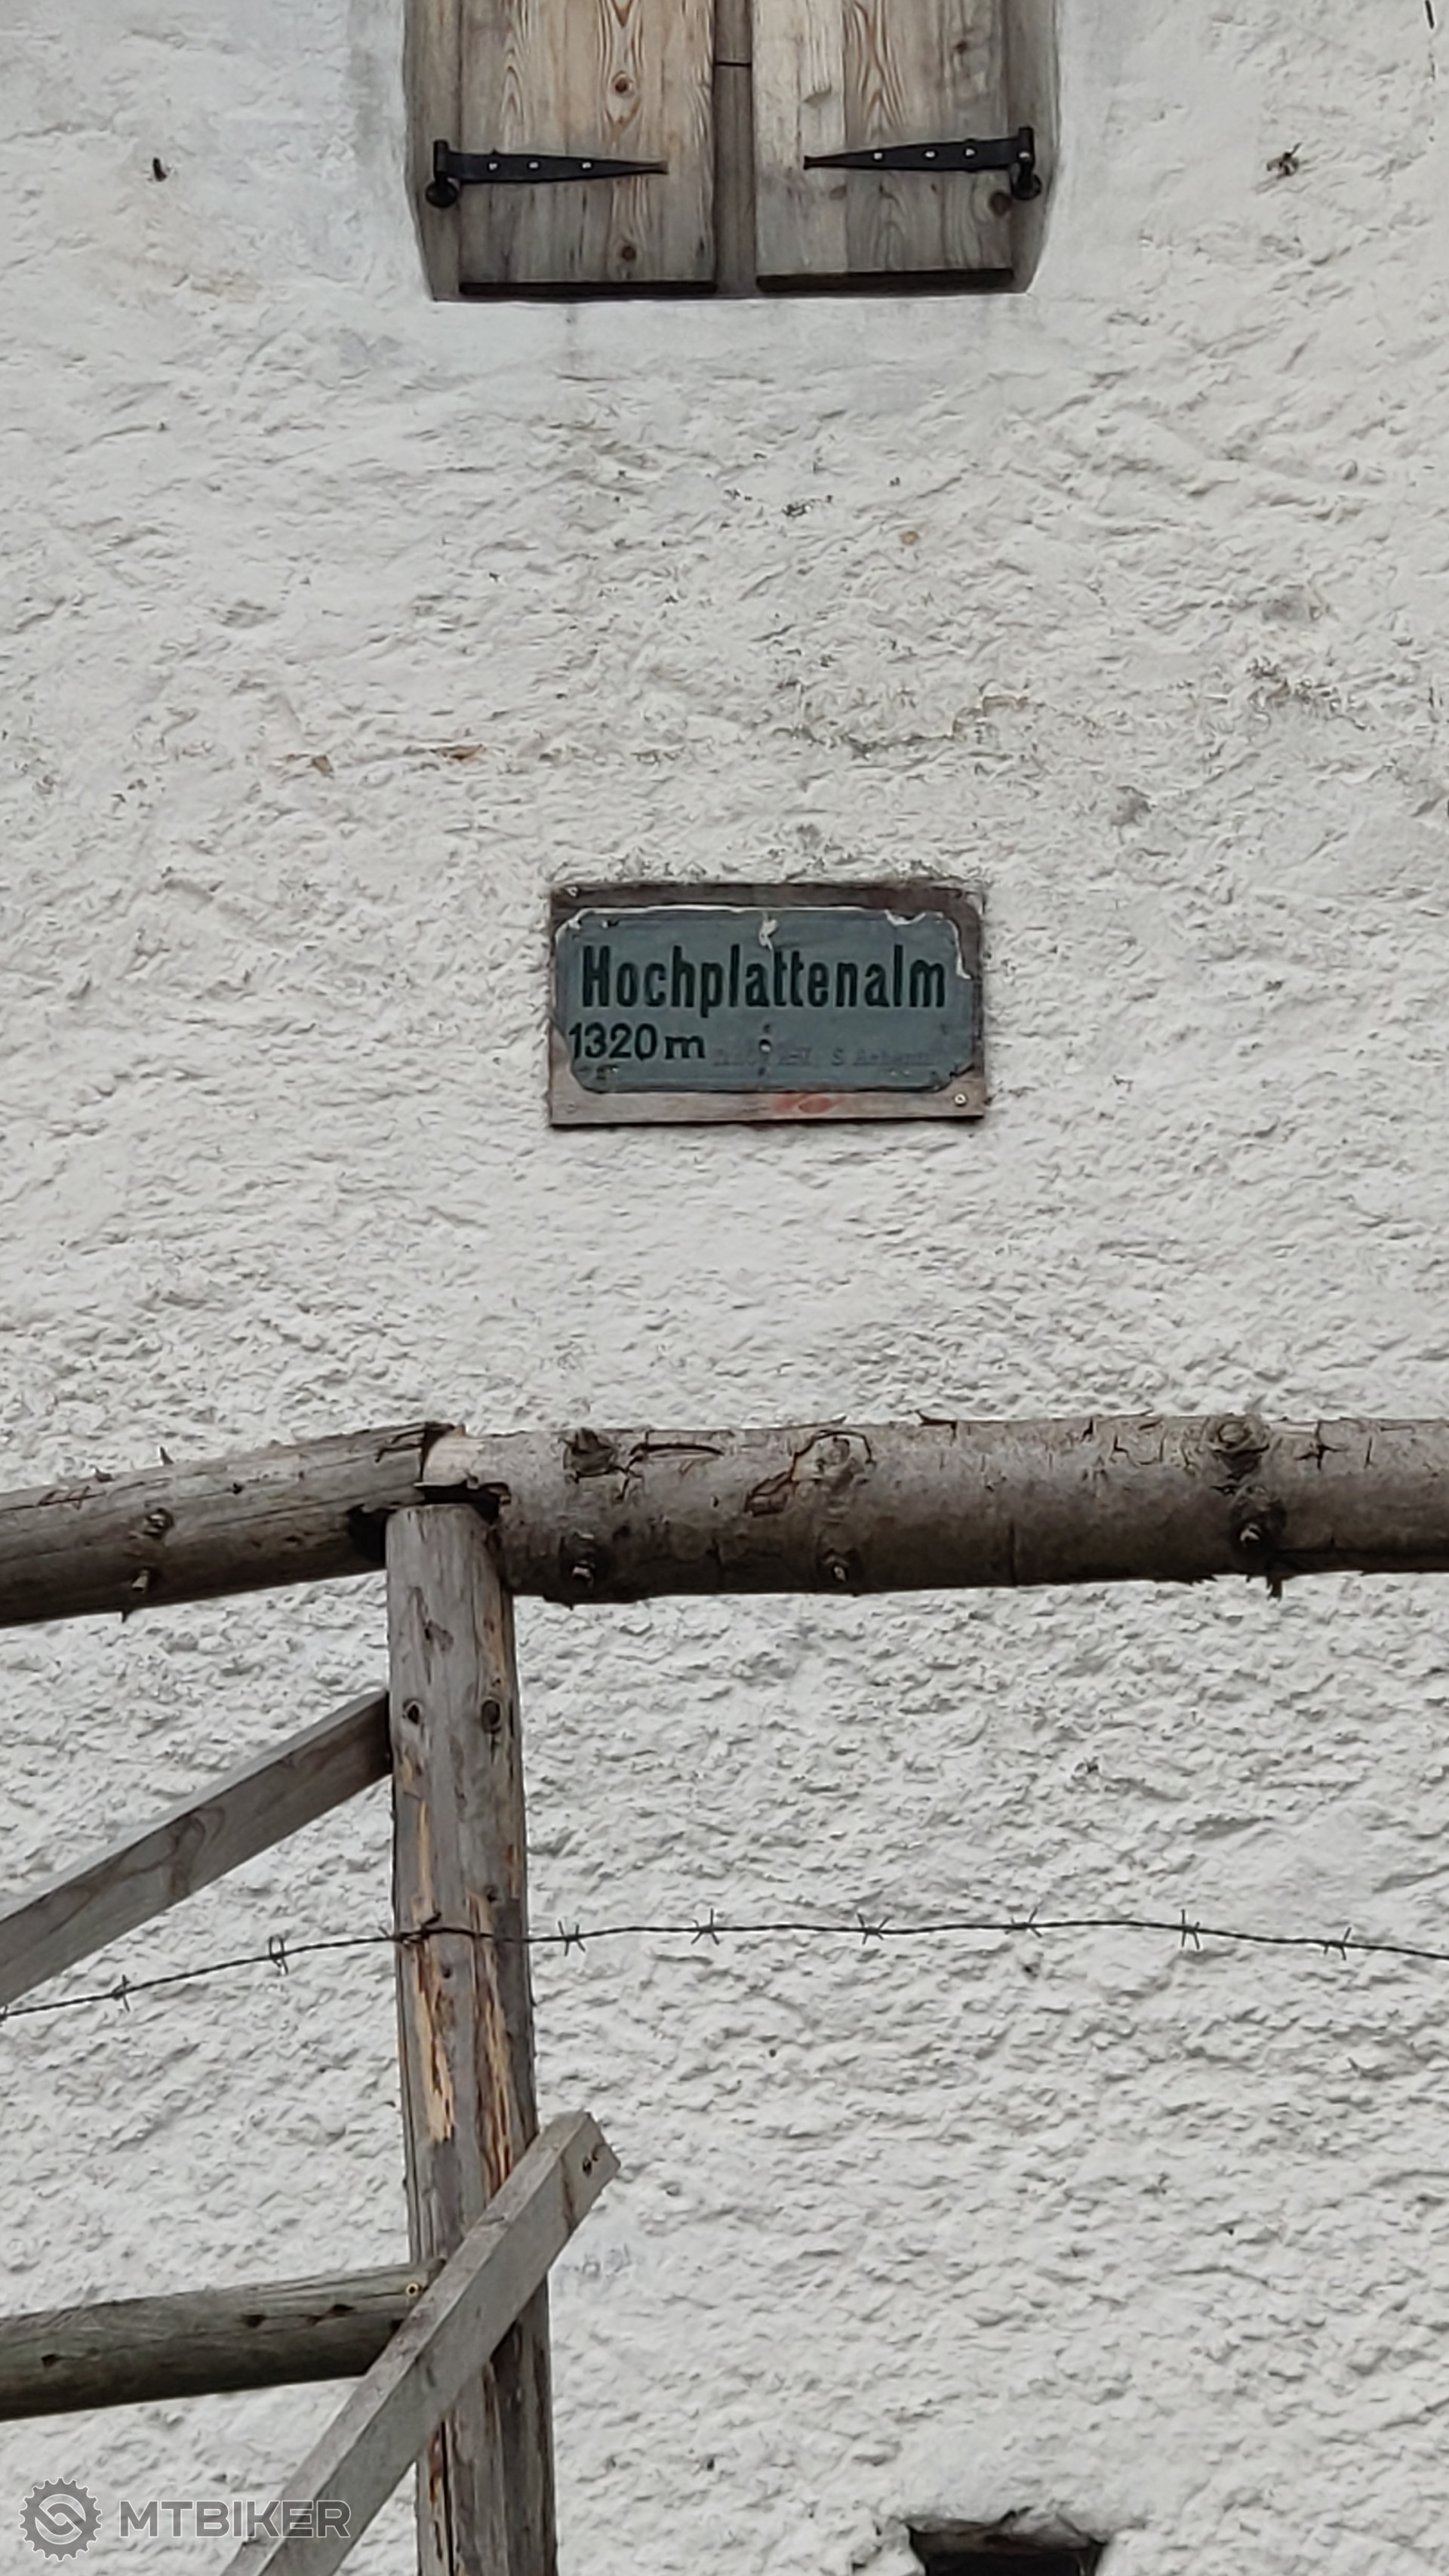 Hochplattenalm
1320 m
MTBIKER